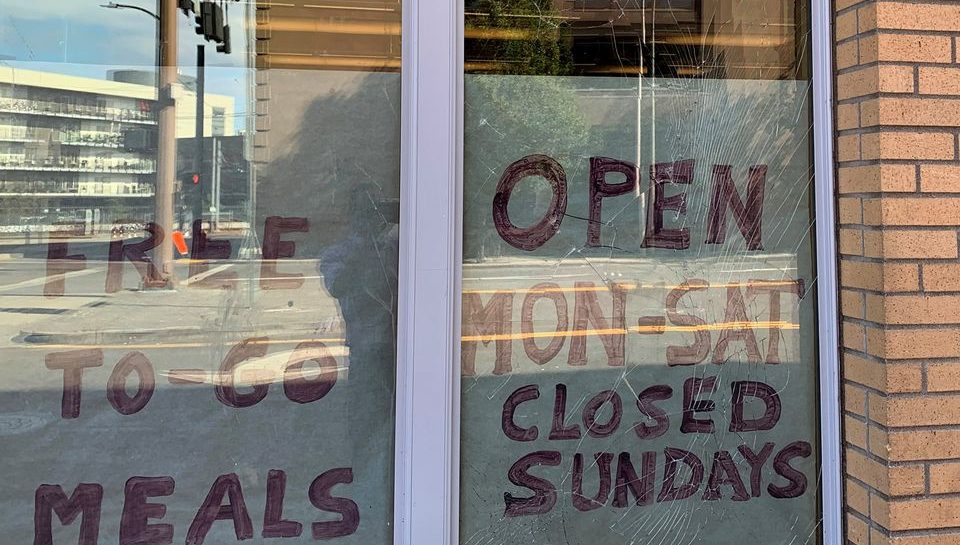 FREE
TO-GO
MEALS
OPEN
MON-SAT
CLOSED
SUNDAYS